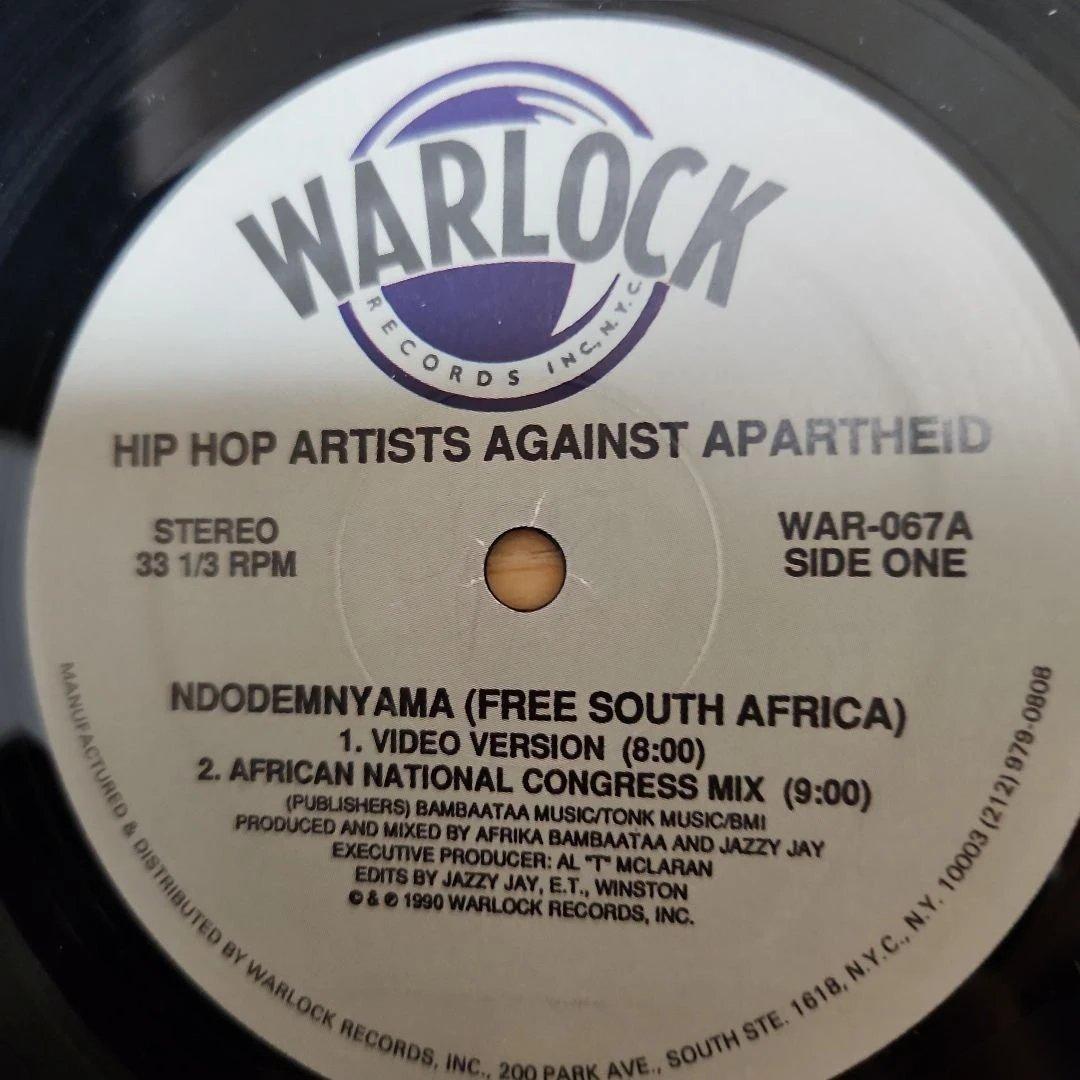 WARLOCK
RECORDS INC., N.Y.C.
HIP HOP ARTISTS AGAINST APARTHEID
STEREO
33 1/3 RPM
WAR-067A
SIDE ONE
NDODEMNYAMA (FREE SOUTH AFRICA)
1. VIDEO VERSION (8:00)
2. AFRICAN NATIONAL CONGRESS MIX (9:00)
(PUBLISHERS) BAMBAATAA MUSIC/TONK MUSIC/BMI
PRODUCED AND MIXED BY AFRIKA BAMBAATAA AND JAZZY JAY
EXECUTIVE PRODUCER: AL "T" MCLARAN
EDITS BY JAZZY JAY, E.T., WINSTON
© & ℗ 1990 WARLOCK RECORDS, INC.
MANUFACTURED & DISTRIBUTED BY WARLOCK RECORDS, INC., 200 PARK AVE., SOUTH STE. 1618, N.Y.C., N.Y. 10003 (212) 979-0808